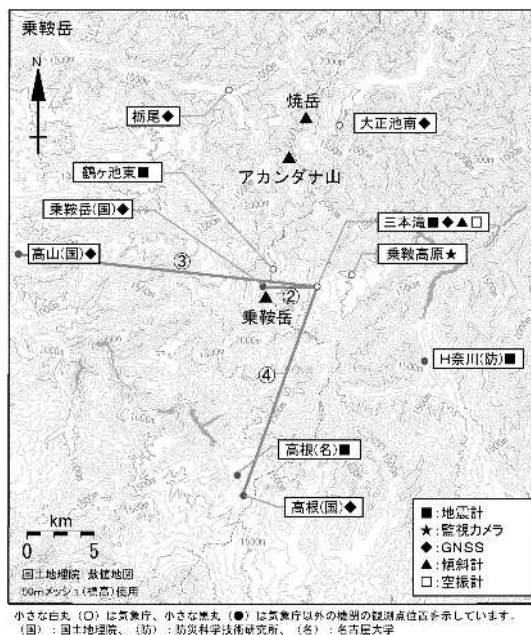 乗鞍岳
N
焼岳
栃尾◆
大正池南◆
アカンダナ山
鶴ヶ池東■
乗鞍岳(国)◆
三本滝■◆▲□
高山(国)◆
③
乗鞍高原★
②
乗鞍岳
H奈川(防)■
④
高根(名)■
高根(国)◆
km
0 5
国土地理院 数値地図
50mメッシュ(標高)使用
■:地震計
★:監視カメラ
◆:GNSS
▲:傾斜計
□:空振計
小さな白丸(○)は気象庁、小さな黒丸(●)は気象庁以外の機関の観測点位置を示しています。
(国):国土地理院、(防):防災科学技術研究所、(名):名古屋大学